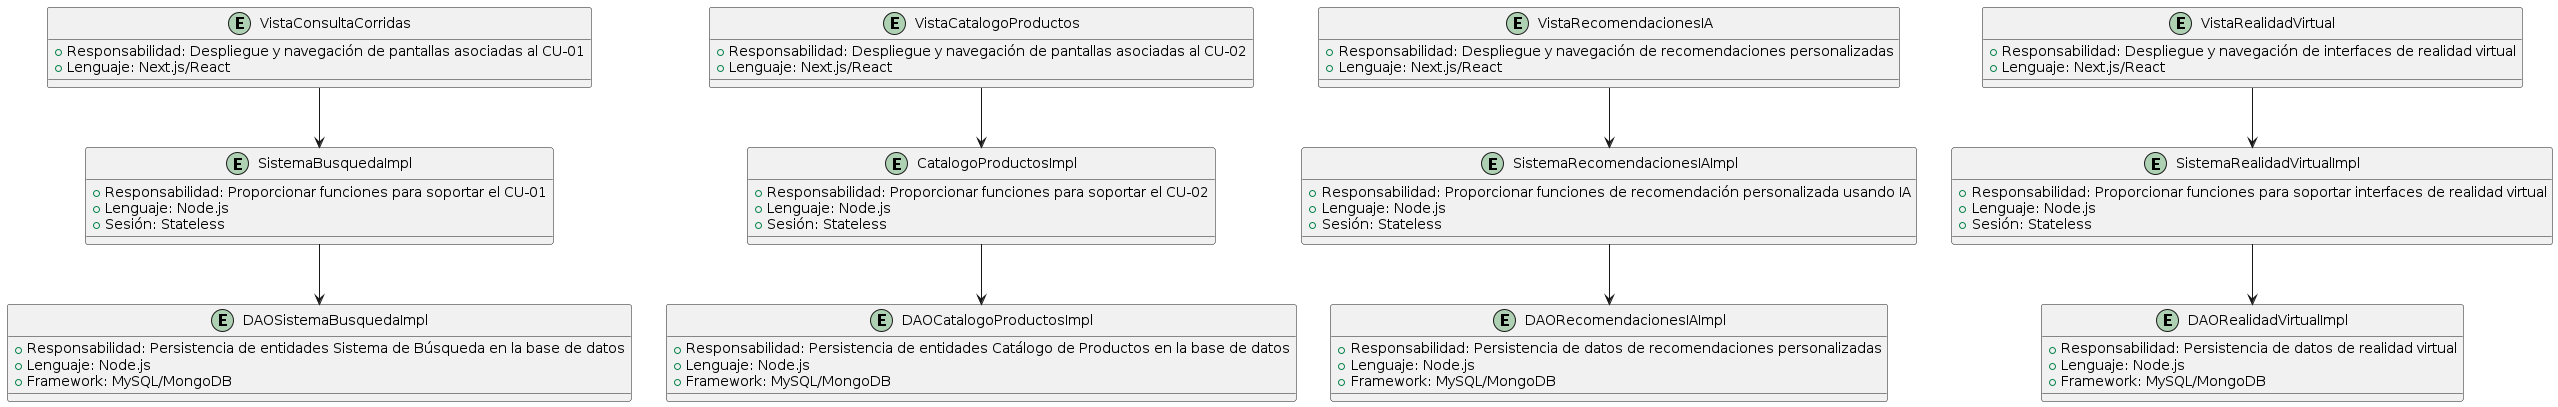 E VistaConsultaCorridas
Responsabilidad: Despliegue y navegación de pantallas asociadas al CU-01
Lenguaje: Next.js/React
E VistaCatalogoProductos
Responsabilidad: Despliegue y navegación de pantallas asociadas al CU-02
Lenguaje: Next.js/React
E VistaRecomendacionesIA
Responsabilidad: Despliegue y navegación de recomendaciones personalizadas
Lenguaje: Next.js/React
E VistaRealidadVirtual
Responsabilidad: Despliegue y navegación de interfaces de realidad virtual
Lenguaje: Next.js/React
E SistemaBusquedaImpl
Responsabilidad: Proporcionar funciones para soportar el CU-01
Lenguaje: Node.js
Sesión: Stateless
E CatalogoProductosImpl
Responsabilidad: Proporcionar funciones para soportar el CU-02
Lenguaje: Node.js
Sesión: Stateless
E SistemaRecomendacionesIAImpl
Responsabilidad: Proporcionar funciones de recomendación personalizada usando IA
Lenguaje: Node.js
Sesión: Stateless
E SistemaRealidadVirtualImpl
Responsabilidad: Proporcionar funciones para soportar interfaces de realidad virtual
Lenguaje: Node.js
Sesión: Stateless
E DAOSistemaBusquedaImpl
Responsabilidad: Persistencia de entidades Sistema de Búsqueda en la base de datos
Lenguaje: Node.js
Framework: MySQL/MongoDB
E DAOCatalogoProductosImpl
Responsabilidad: Persistencia de entidades Catálogo de Productos en la base de datos
Lenguaje: Node.js
Framework: MySQL/MongoDB
E DAORecomendacionesIAImpl
Responsabilidad: Persistencia de datos de recomendaciones personalizadas
Lenguaje: Node.js
Framework: MySQL/MongoDB
E DAORealidadVirtualImpl
Responsabilidad: Persistencia de datos de realidad virtual
Lenguaje: Node.js
Framework: MySQL/MongoDB